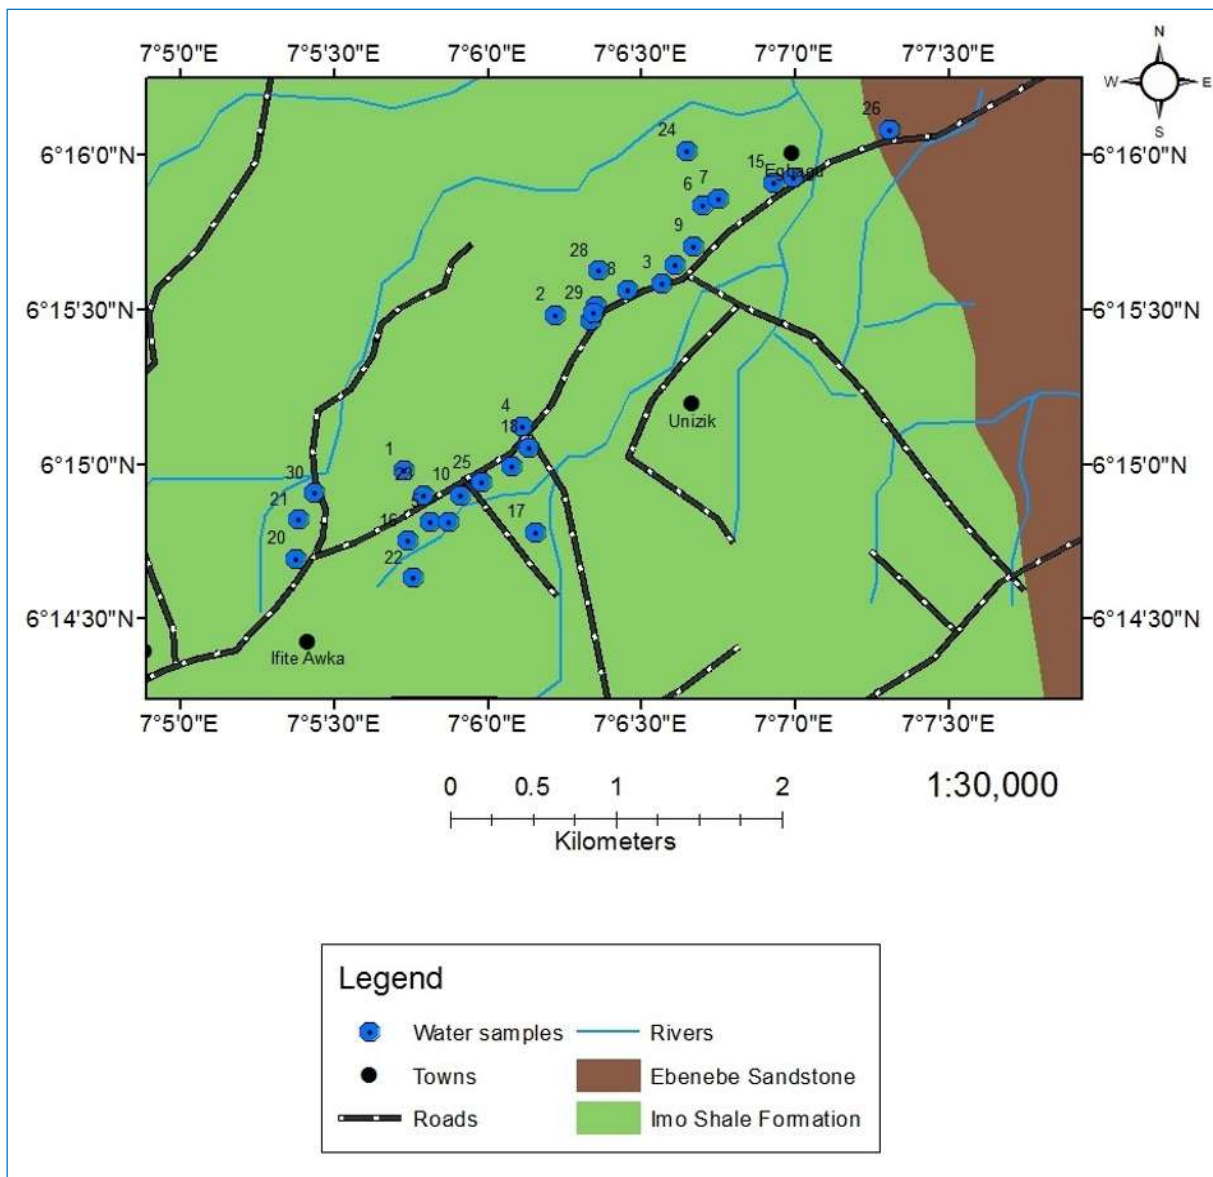 7°5'0"E 7°5'30"E 7°6'0"E 7°6'30"E 7°7'0"E 7°7'30"E
N
W E
S
26
24
6°16'0"N 6°16'0"N
15
Egbagu
7
6
9
28
3
8
29
2
6°15'30"N 6°15'30"N
4
18
Unizik
1
25
23
10
6°15'0"N 6°15'0"N
30
21
16
17
20
22
6°14'30"N 6°14'30"N
Ifite Awka
7°5'0"E 7°5'30"E 7°6'0"E 7°6'30"E 7°7'0"E 7°7'30"E
0 0.5 1 2
Kilometers
1:30,000
Legend
Water samples
Towns
Roads
Rivers
Ebenebe Sandstone
Imo Shale Formation